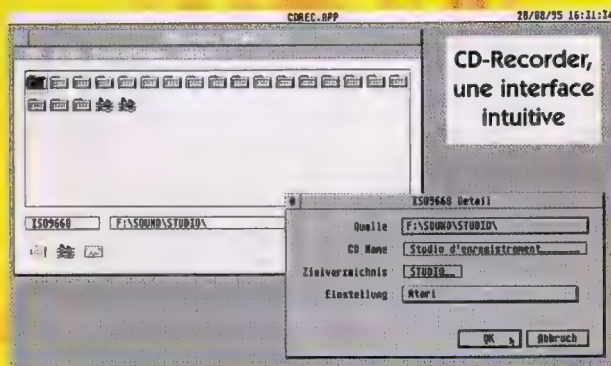 CDREC.APP
28/08/95 16:31:34
CD-Recorder,
une interface
intuitive
ISO9660
F:\SOUND\STUDIO\
ISO9660 Detail
Quelle F:\SOUND\STUDIO\
CD Name Studio d'enregistrement
Zielverzeichnis STUDIO
Einstellung Atari
OK Abbruch